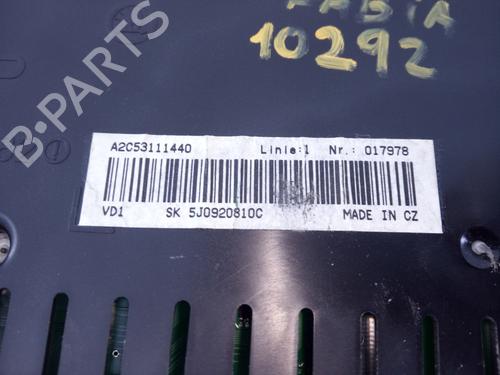 FABIA
10292
A2C53111440 Linie:1 Nr.: 017978
VD1 SK 5J0920810C MADE IN CZ
B-PARTS